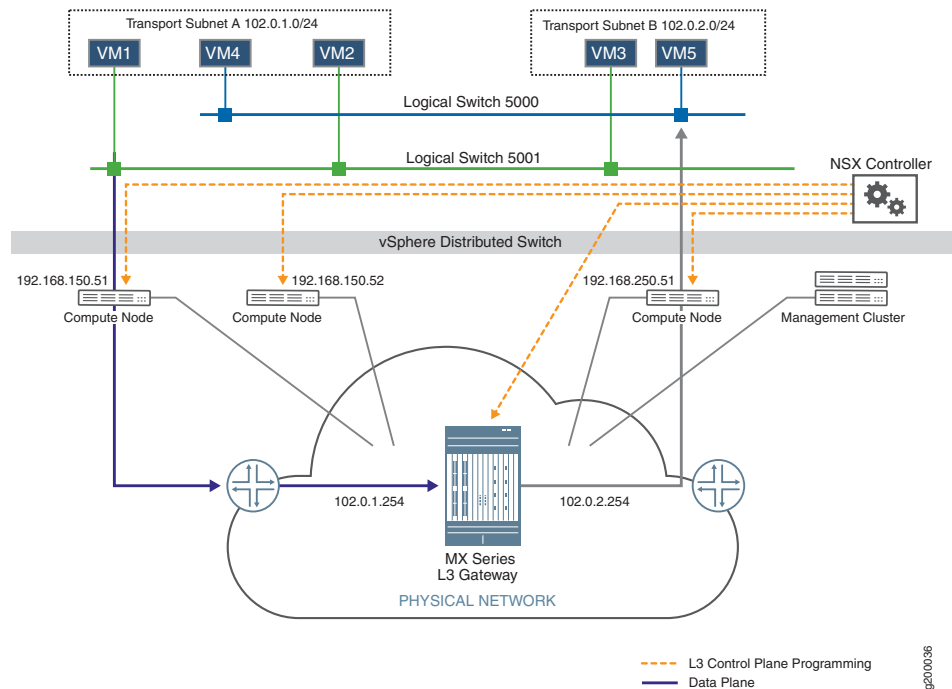 Transport Subnet A 102.0.1.0/24
Transport Subnet B 102.0.2.0/24
VM1
VM4
VM2
VM3
VM5
Logical Switch 5000
Logical Switch 5001
NSX Controller
vSphere Distributed Switch
192.168.150.51
192.168.150.52
192.168.250.51
Compute Node
Compute Node
Compute Node
Management Cluster
102.0.1.254
102.0.2.254
MX Series
L3 Gateway
PHYSICAL NETWORK
L3 Control Plane Programming
Data Plane
g200036